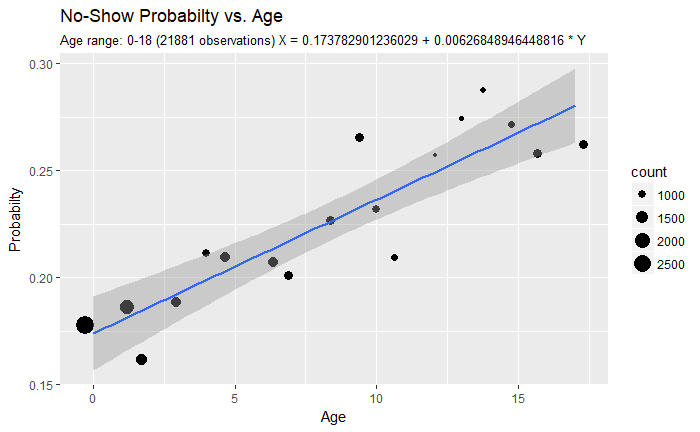 No-Show Probabilty vs. Age
Age range: 0-18 (21881 observations) X = 0.173782901236029 + 0.00626848946448816 * Y
0.30
0.25
0.20
0.15
Probabilty
0 5 10 15
Age
count
1000
1500
2000
2500